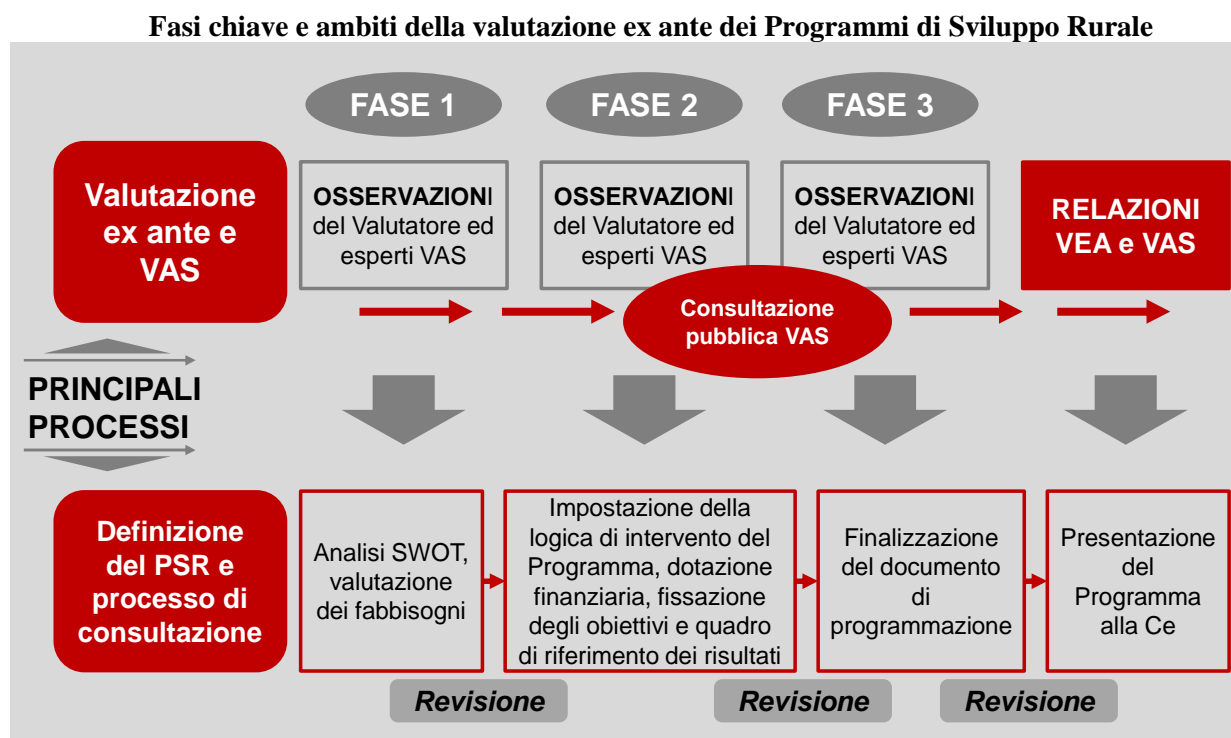 Fasi chiave e ambiti della valutazione ex ante dei Programmi di Sviluppo Rurale
FASE 1
FASE 2
FASE 3
Valutazione
ex ante e
VAS
OSSERVAZIONI
del Valutatore ed
esperti VAS
OSSERVAZIONI
del Valutatore ed
esperti VAS
OSSERVAZIONI
del Valutatore ed
esperti VAS
RELAZIONI
VEA e VAS
Consultazione
pubblica VAS
PRINCIPALI
PROCESSI
Definizione
del PSR e
processo di
consultazione
Analisi SWOT,
valutazione
dei fabbisogni
Impostazione della
logica di intervento del
Programma, dotazione
finanziaria, fissazione
degli obiettivi e quadro
di riferimento dei risultati
Finalizzazione
del documento
di
programmazione
Presentazione
del
Programma
alla Ce
Revisione
Revisione
Revisione